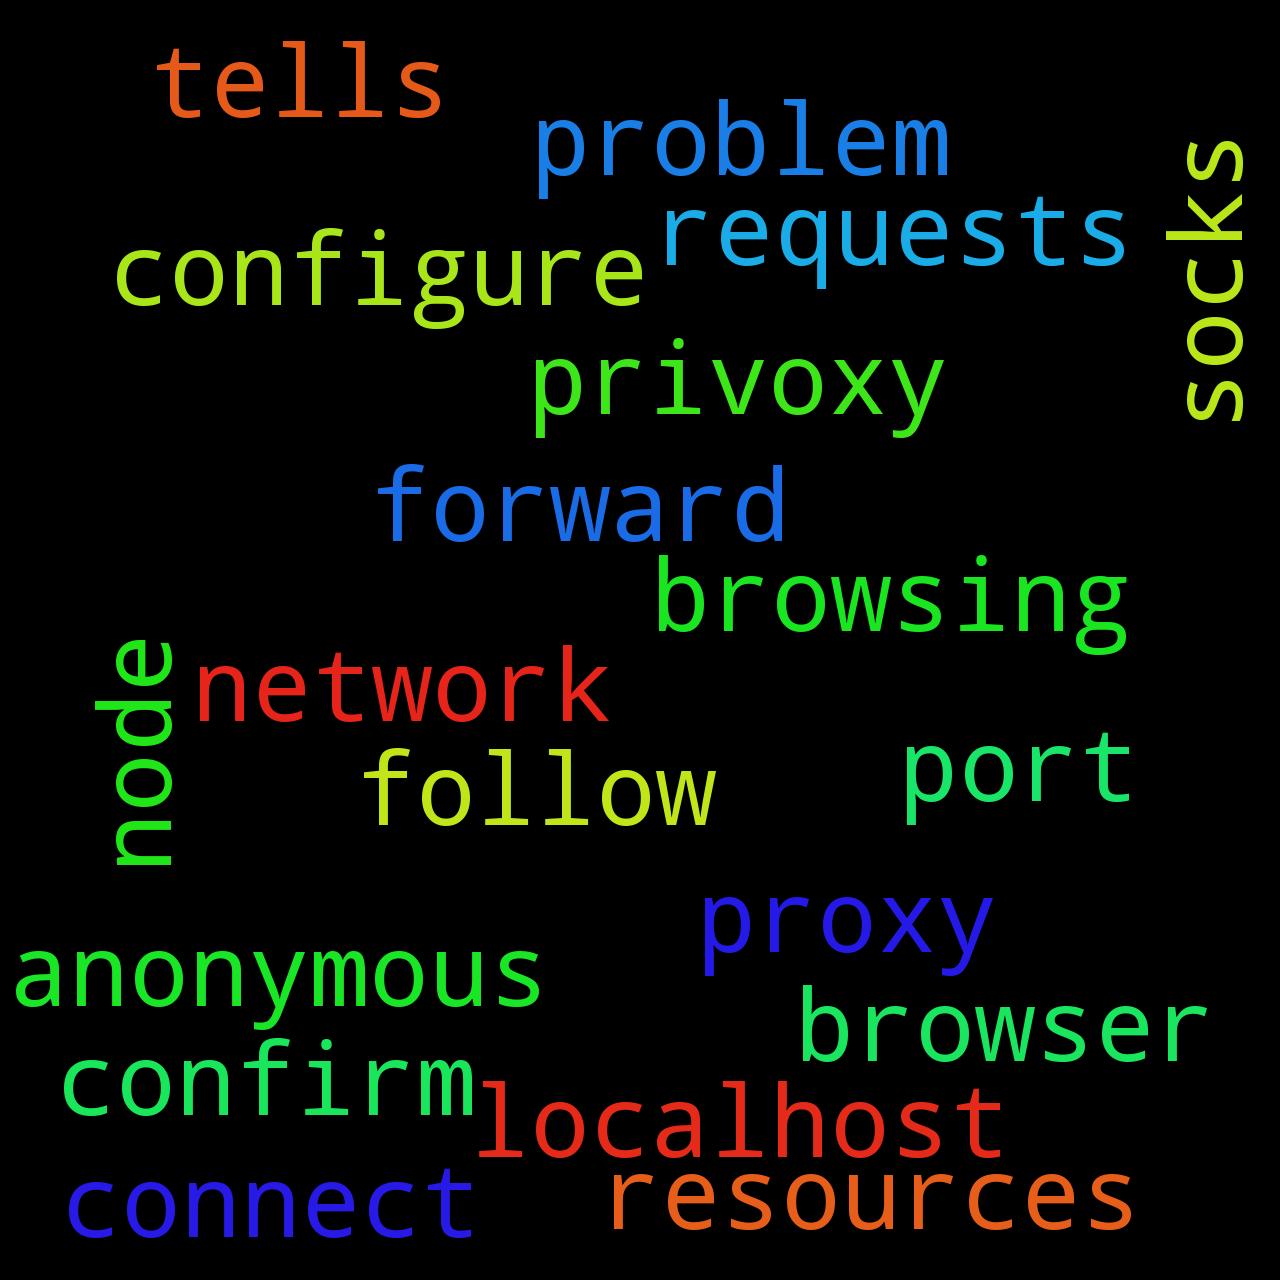 tells
problem
socks
requests
configure
privoxy
forward
browsing
node
network
port
follow
proxy
anonymous
browser
confirm
localhost
resources
connect